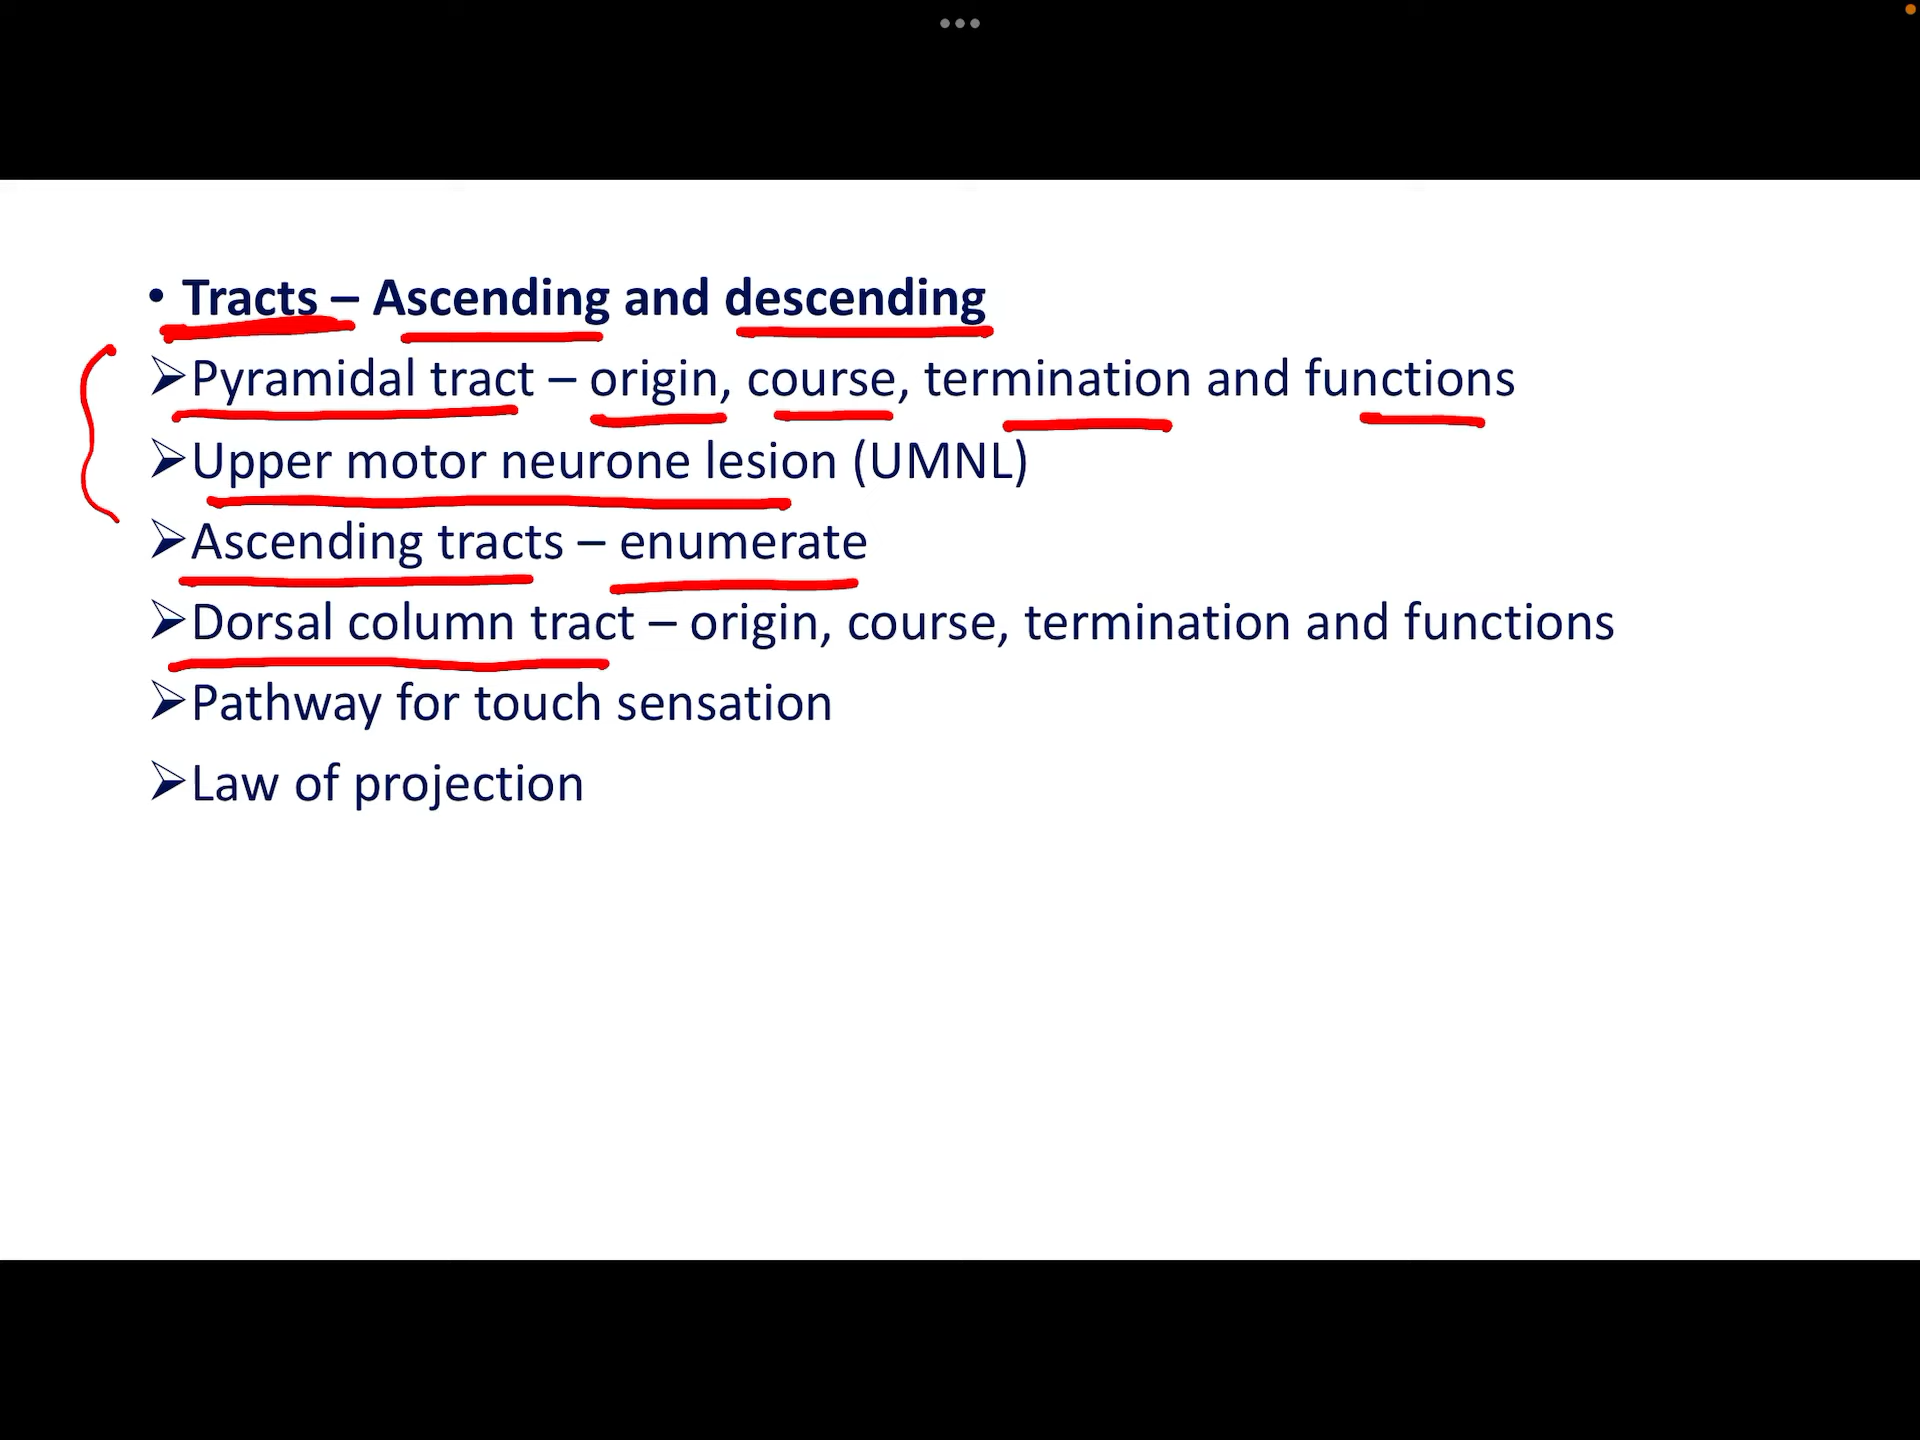 • Tracts – Ascending and descending
➢Pyramidal tract – origin, course, termination and functions
➢Upper motor neurone lesion (UMNL)
➢Ascending tracts – enumerate
➢Dorsal column tract – origin, course, termination and functions
➢Pathway for touch sensation
➢Law of projection